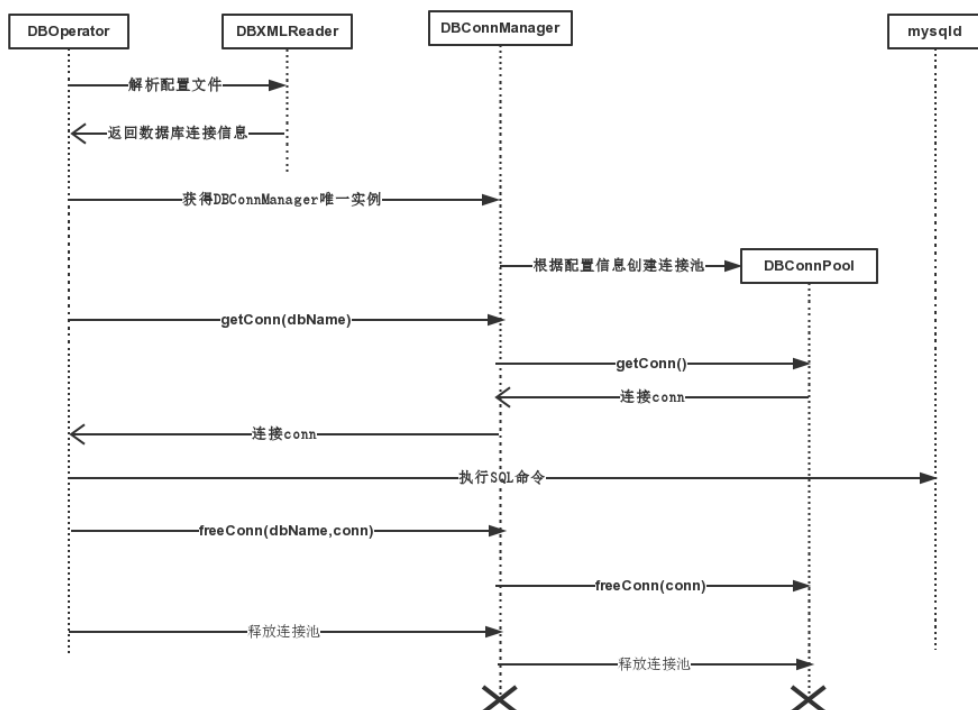 DBOperator
DBXMLReader
DBConnManager
mysqld
解析配置文件
返回数据库连接信息
获得DBConnManager唯一实例
根据配置信息创建连接池
DBConnPool
getConn(dbName)
getConn()
连接conn
连接conn
执行SQL命令
freeConn(dbName,conn)
freeConn(conn)
释放连接池
释放连接池